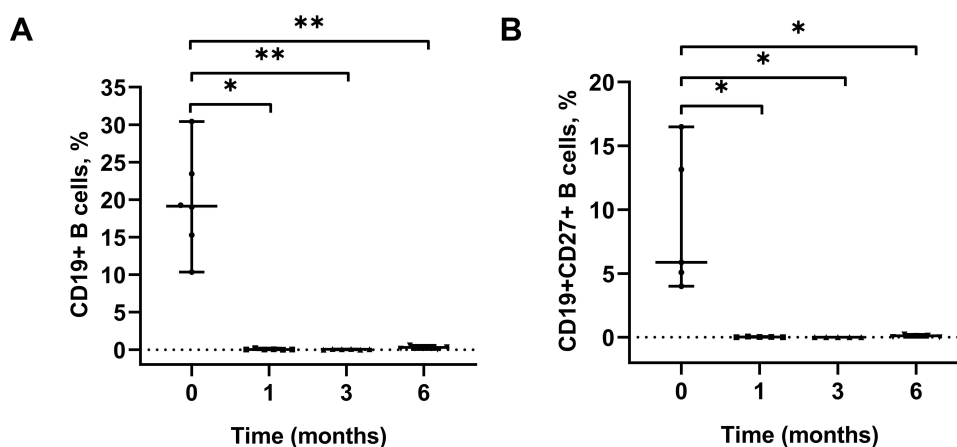 A
**
**
*
CD19+ B cells, %
35
30
25
20
15
10
5
0
0 1 3 6
Time (months)
B
*
*
*
CD19+CD27+ B cells, %
20
15
10
5
0
0 1 3 6
Time (months)